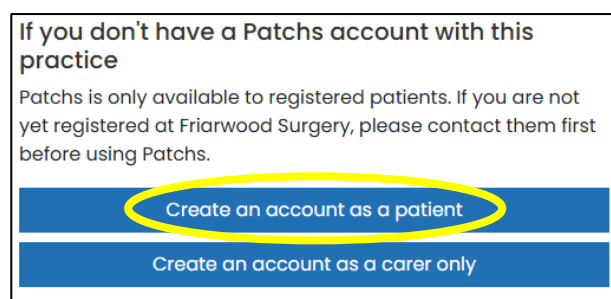 If you don't have a Patchs account with this
practice
Patchs is only available to registered patients. If you are not
yet registered at Friarwood Surgery, please contact them first
before using Patchs.
Create an account as a patient
Create an account as a carer only